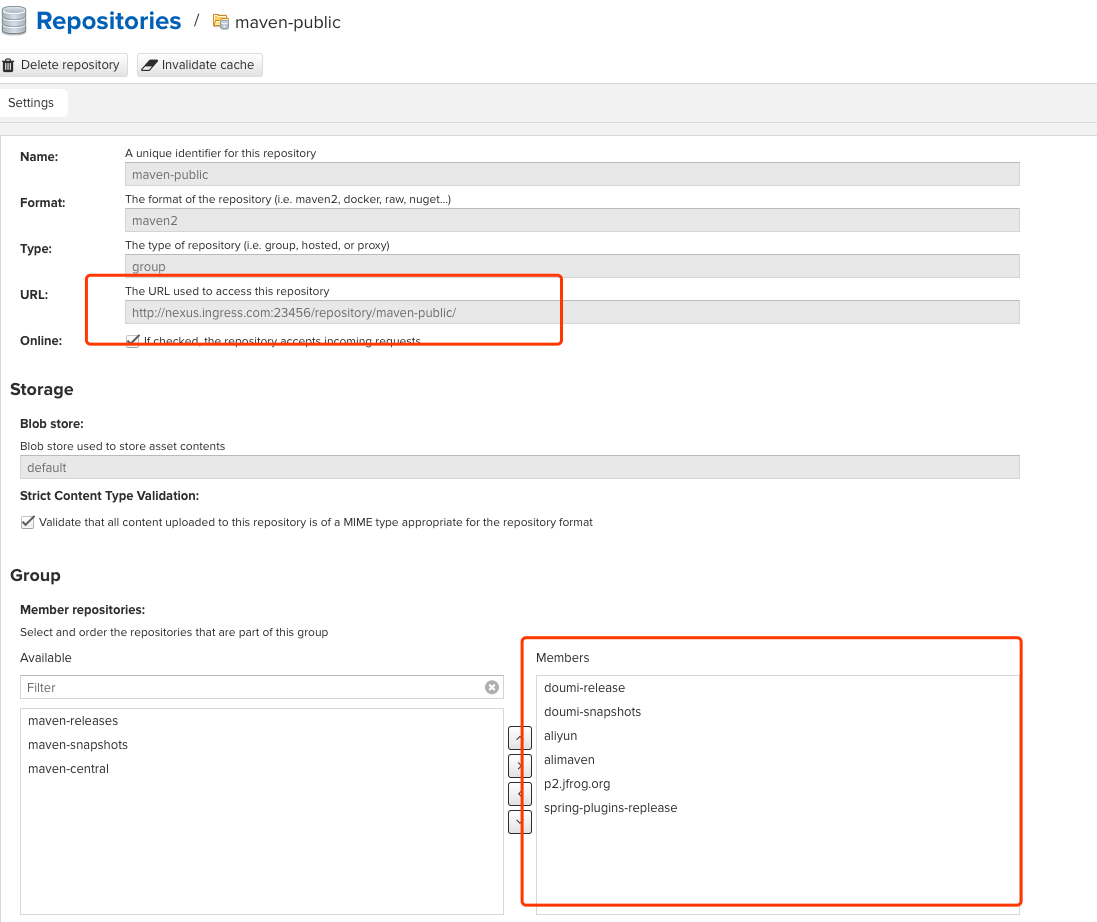 Repositories / maven-public
Delete repository
Invalidate cache
Settings
Name:
A unique identifier for this repository
maven-public
Format:
The format of the repository (i.e. maven2, docker, raw, nuget...)
maven2
Type:
The type of repository (i.e. group, hosted, or proxy)
group
URL:
The URL used to access this repository
http://nexus.ingress.com:23456/repository/maven-public/
Online:
If checked, the repository accepts incoming requests
Storage
Blob store:
Blob store used to store asset contents
default
Strict Content Type Validation:
Validate that all content uploaded to this repository is of a MIME type appropriate for the repository format
Group
Member repositories:
Select and order the repositories that are part of this group
Available
Filter
maven-releases
maven-snapshots
maven-central
Members
doumi-release
doumi-snapshots
aliyun
alimaven
p2.jfrog.org
spring-plugins-replease